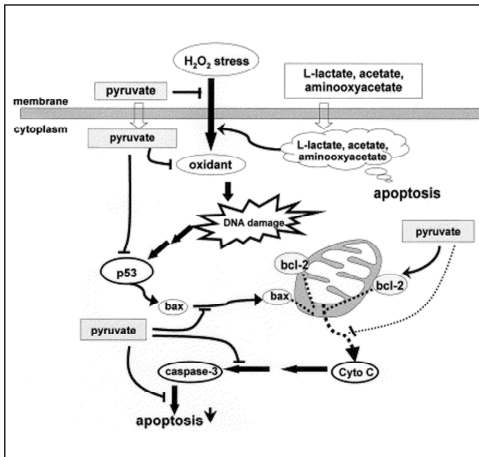 H₂O₂ stress
L-lactate, acetate,
aminooxyacetate
pyruvate
membrane
cytoplasm
pyruvate
L-lactate, acetate,
aminooxyacetate
oxidant
apoptosis
DNA damage
pyruvate
bcl-2
p53
bcl-2
bax
bax
pyruvate
caspase-3
Cyto C
apoptosis